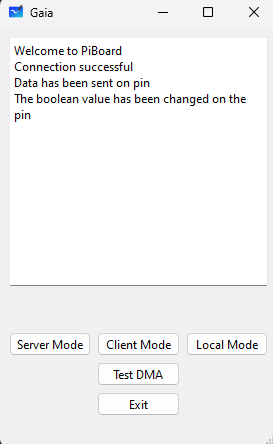 Gaia
Welcome to PiBoard
Connection successful
Data has been sent on pin
The boolean value has been changed on the
pin
Server Mode
Client Mode
Local Mode
Test DMA
Exit